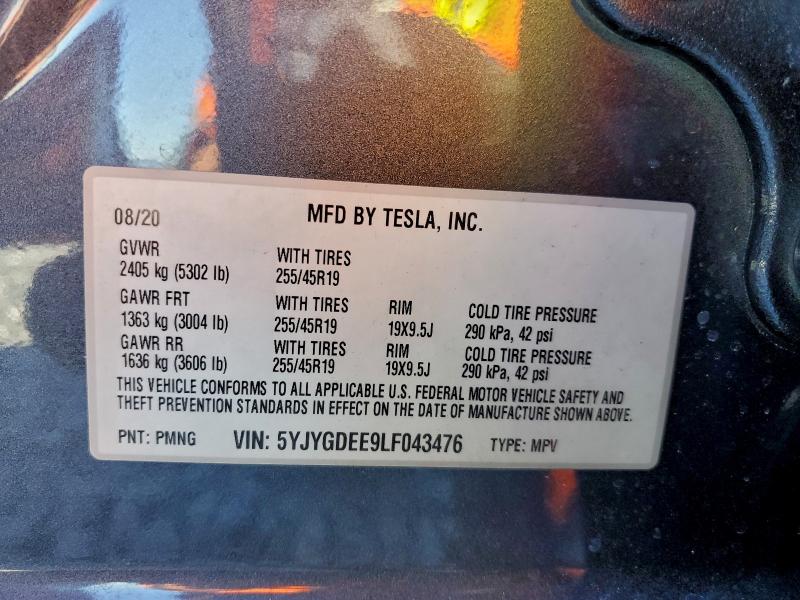 08/20 MFD BY TESLA, INC.
GVWR WITH TIRES
2405 kg (5302 lb) 255/45R19
GAWR FRT WITH TIRES RIM COLD TIRE PRESSURE
1363 kg (3004 lb) 255/45R19 19X9.5J 290 kPa, 42 psi
GAWR RR WITH TIRES RIM COLD TIRE PRESSURE
1636 kg (3606 lb) 255/45R19 19X9.5J 290 kPa, 42 psi
THIS VEHICLE CONFORMS TO ALL APPLICABLE U.S. FEDERAL MOTOR VEHICLE SAFETY AND
THEFT PREVENTION STANDARDS IN EFFECT ON THE DATE OF MANUFACTURE SHOWN ABOVE.
PNT: PMNG VIN: 5YJYGDEE9LF043476 TYPE: MPV